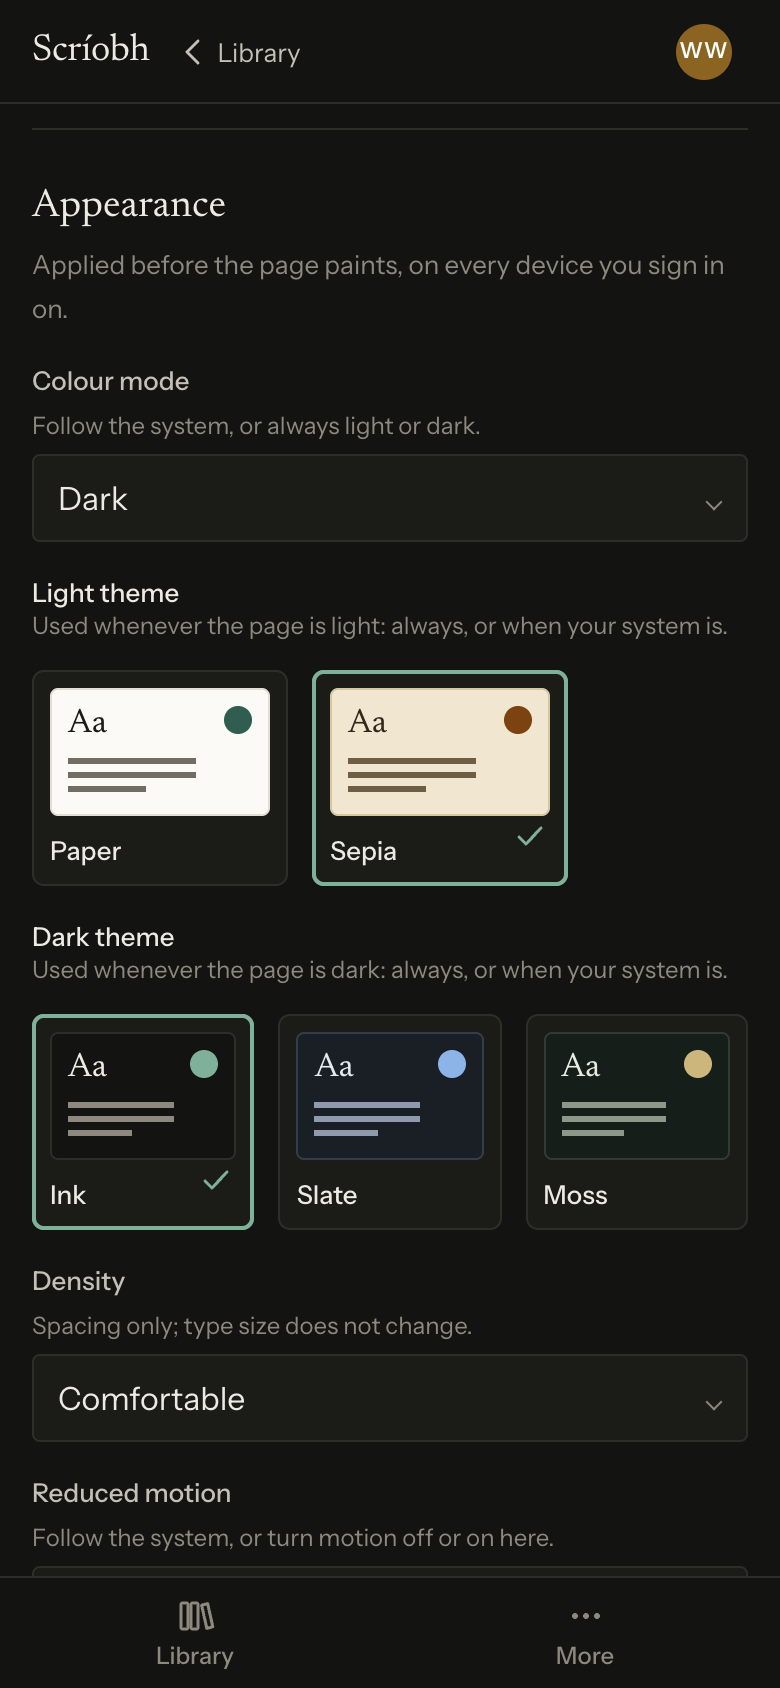 Scríobh
Library
WW
Appearance
Applied before the page paints, on every device you sign in
on.
Colour mode
Follow the system, or always light or dark.
Dark
Light theme
Used whenever the page is light: always, or when your system is.
Aa
Aa
Paper
Sepia
Dark theme
Used whenever the page is dark: always, or when your system is.
Aa
Aa
Aa
Ink
Slate
Moss
Density
Spacing only; type size does not change.
Comfortable
Reduced motion
Follow the system, or turn motion off or on here.
Library
More